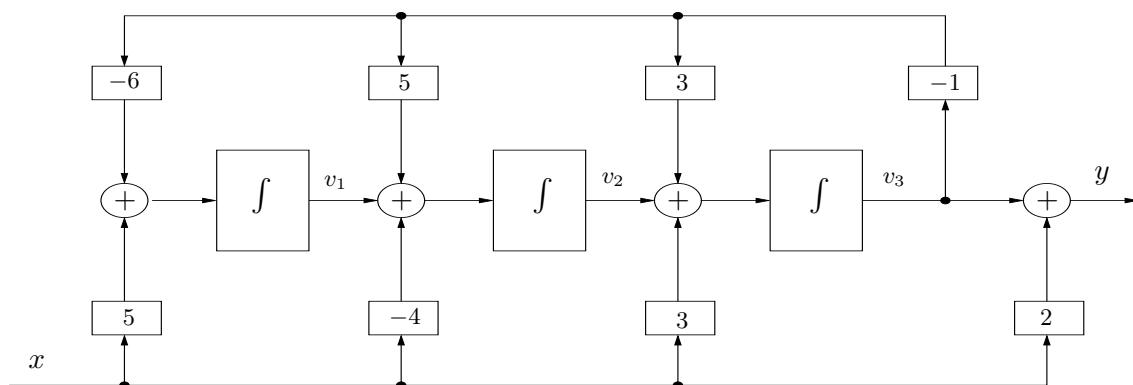 −6 5 3 −1
∫ v₁ ∫ v₂ ∫ v₃ y
+ + + +
5 −4 3 2
x